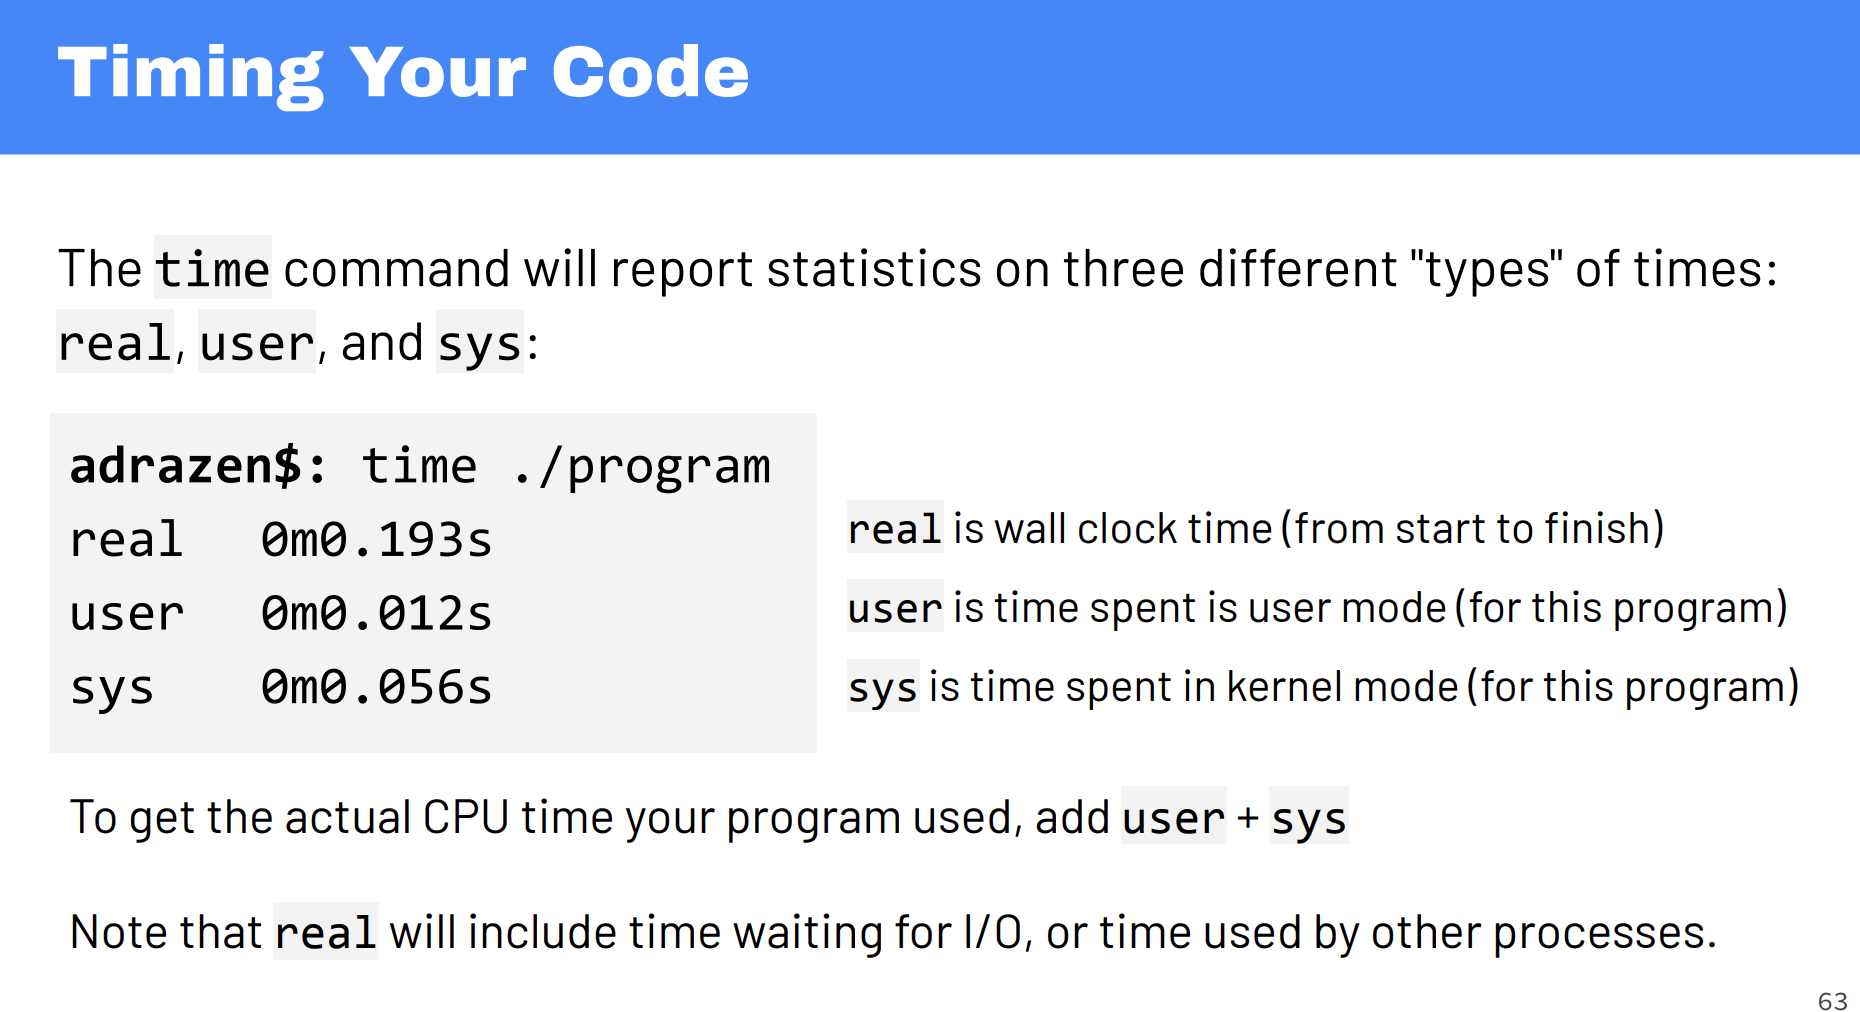 Timing Your Code
The time command will report statistics on three different "types" of times:
real, user, and sys:
adrazen$: time ./program
real 0m0.193s
user 0m0.012s
sys 0m0.056s
real is wall clock time (from start to finish)
user is time spent is user mode (for this program)
sys is time spent in kernel mode (for this program)
To get the actual CPU time your program used, add user + sys
Note that real will include time waiting for I/O, or time used by other processes.
63